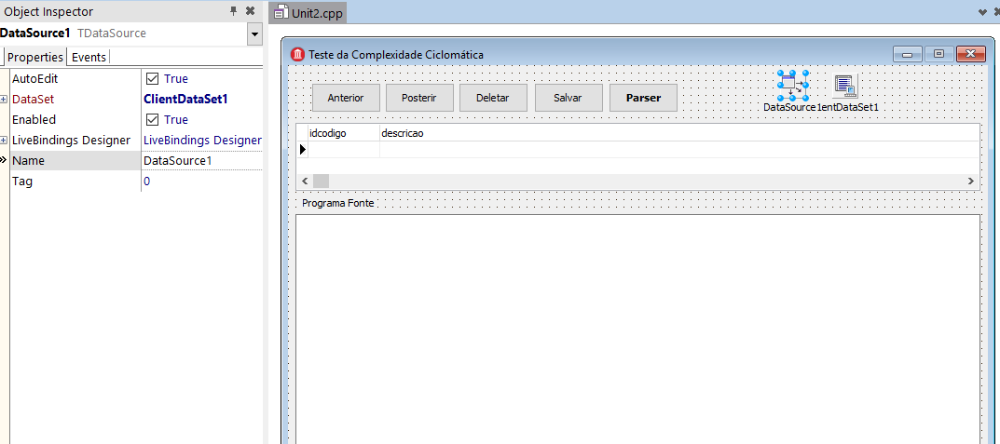 Object Inspector
DataSource1 TDataSource
Properties Events
AutoEdit True
DataSet ClientDataSet1
Enabled True
LiveBindings Designer LiveBindings Designer
Name DataSource1
Tag 0
Unit2.cpp
Teste da Complexidade Ciclomática
Anterior Posterir Deletar Salvar Parser
DataSource1entDataSet1
idcodigo descricao
Programa Fonte